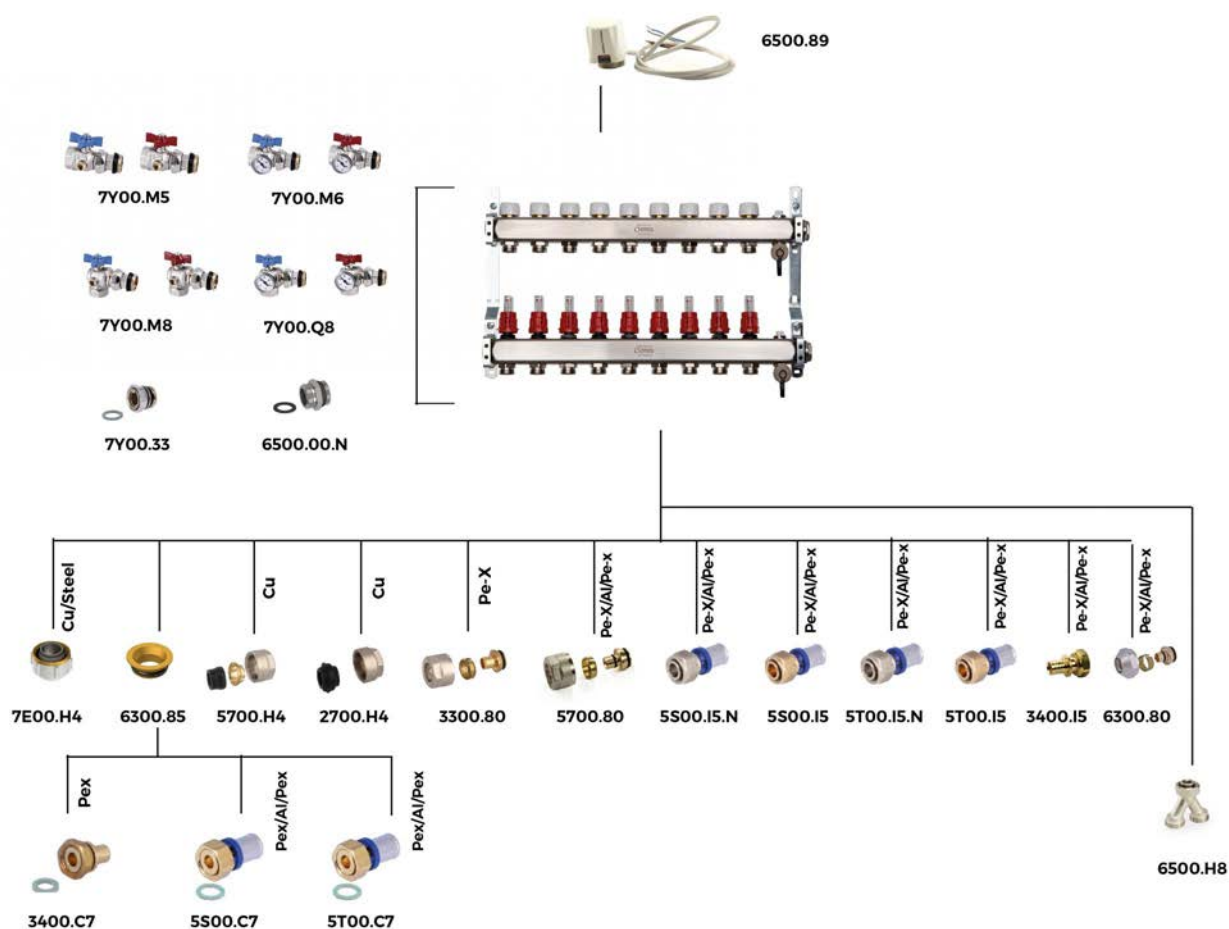 6500.89
7Y00.M5
7Y00.M6
7Y00.M8
7Y00.Q8
7Y00.33
6500.00.N
Cu/Steel
Cu
Cu
Pe-X
Pe-X/Al/Pe-x
Pe-X/Al/Pe-x
Pe-X/Al/Pe-x
Pe-X/Al/Pe-x
Pe-X/Al/Pe-x
Pe-X/Al/Pe-x
Pe-X/Al/Pe-x
7E00.H4
6300.85
5700.H4
2700.H4
3300.80
5700.80
5S00.I5.N
5S00.I5
5T00.I5.N
5T00.I5
3400.I5
6300.80
Pex
Pex/Al/Pex
Pex/Al/Pex
6500.H8
3400.C7
5S00.C7
5T00.C7